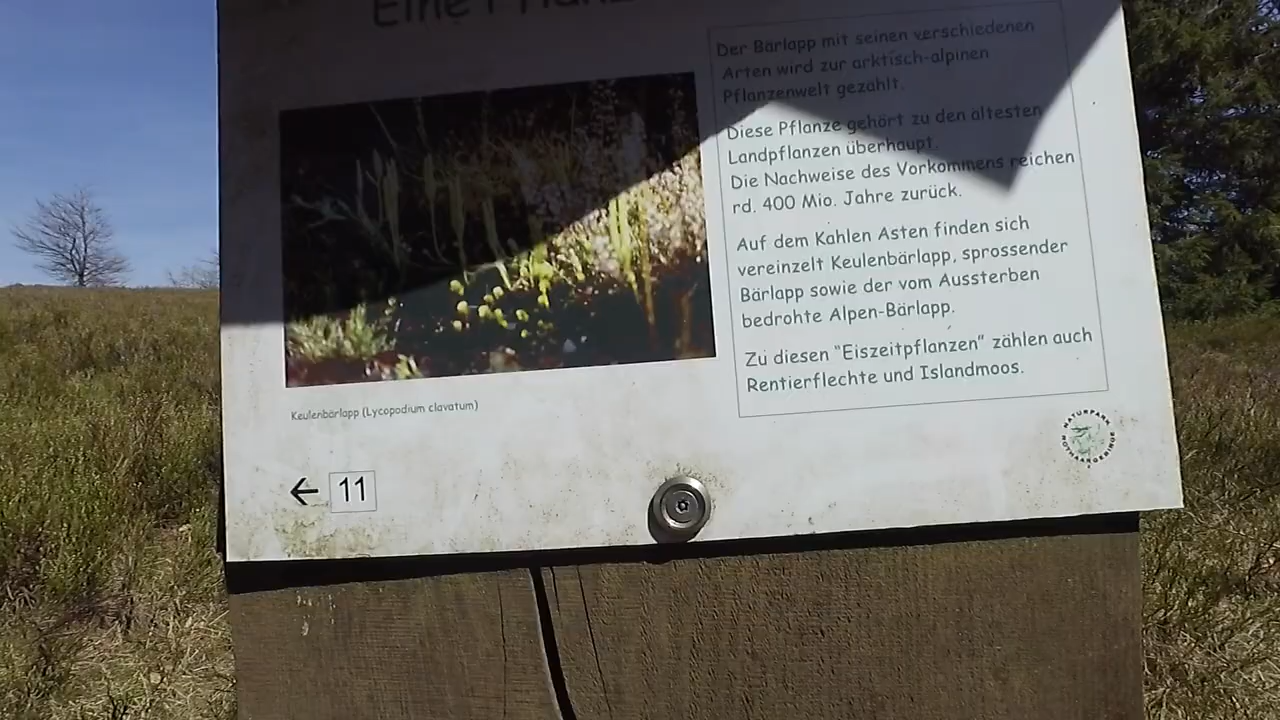 Eine Pflanz
Der Bärlapp mit seinen verschiedenen
Arten wird zur arktisch-alpinen
Pflanzenwelt gezählt.
Diese Pflanze gehört zu den ältesten
Landpflanzen überhaupt.
Die Nachweise des Vorkommens reichen
rd. 400 Mio. Jahre zurück.
Auf dem Kahlen Asten finden sich
vereinzelt Keulenbärlapp, sprossender
Bärlapp sowie der vom Aussterben
bedrohte Alpen-Bärlapp.
Zu diesen "Eiszeitpflanzen" zählen auch
Rentierflechte und Islandmoos.
Keulenbärlapp (Lycopodium clavatum)
NATURPARK
ROTHAARGEBIRGE
← 11